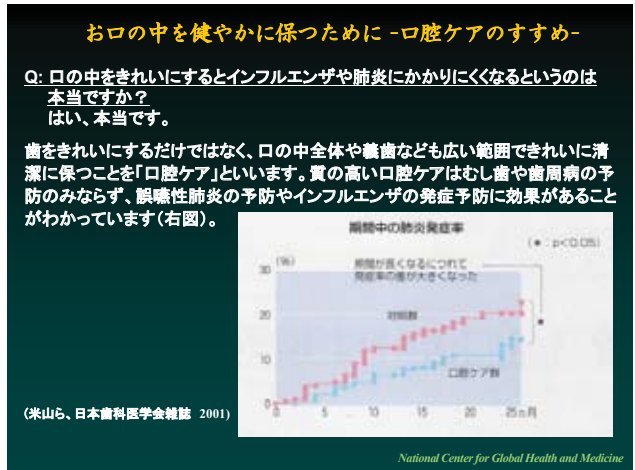 お口の中を健やかに保つために -口腔ケアのすすめ-
Q: 口の中をきれいにするとインフルエンザや肺炎にかかりにくくなるというのは
本当ですか？
はい、本当です。
歯をきれいにするだけではなく、口の中全体や義歯なども広い範囲できれいに清
潔に保つことを「口腔ケア」といいます。質の高い口腔ケアはむし歯や歯周病の予
防のみならず、誤嚥性肺炎の予防やインフルエンザの発症予防に効果があること
がわかっています（右図）。
期間中の肺炎発症率
(★：p<0.05)
(%)
期間が長くなるにつれて
発症率の差が大きくなった
30
対照群
20
10
口腔ケア群
0
5
10
15
20
25ヵ月
(米山ら、日本歯科医学会雑誌 2001)
National Center for Global Health and Medicine